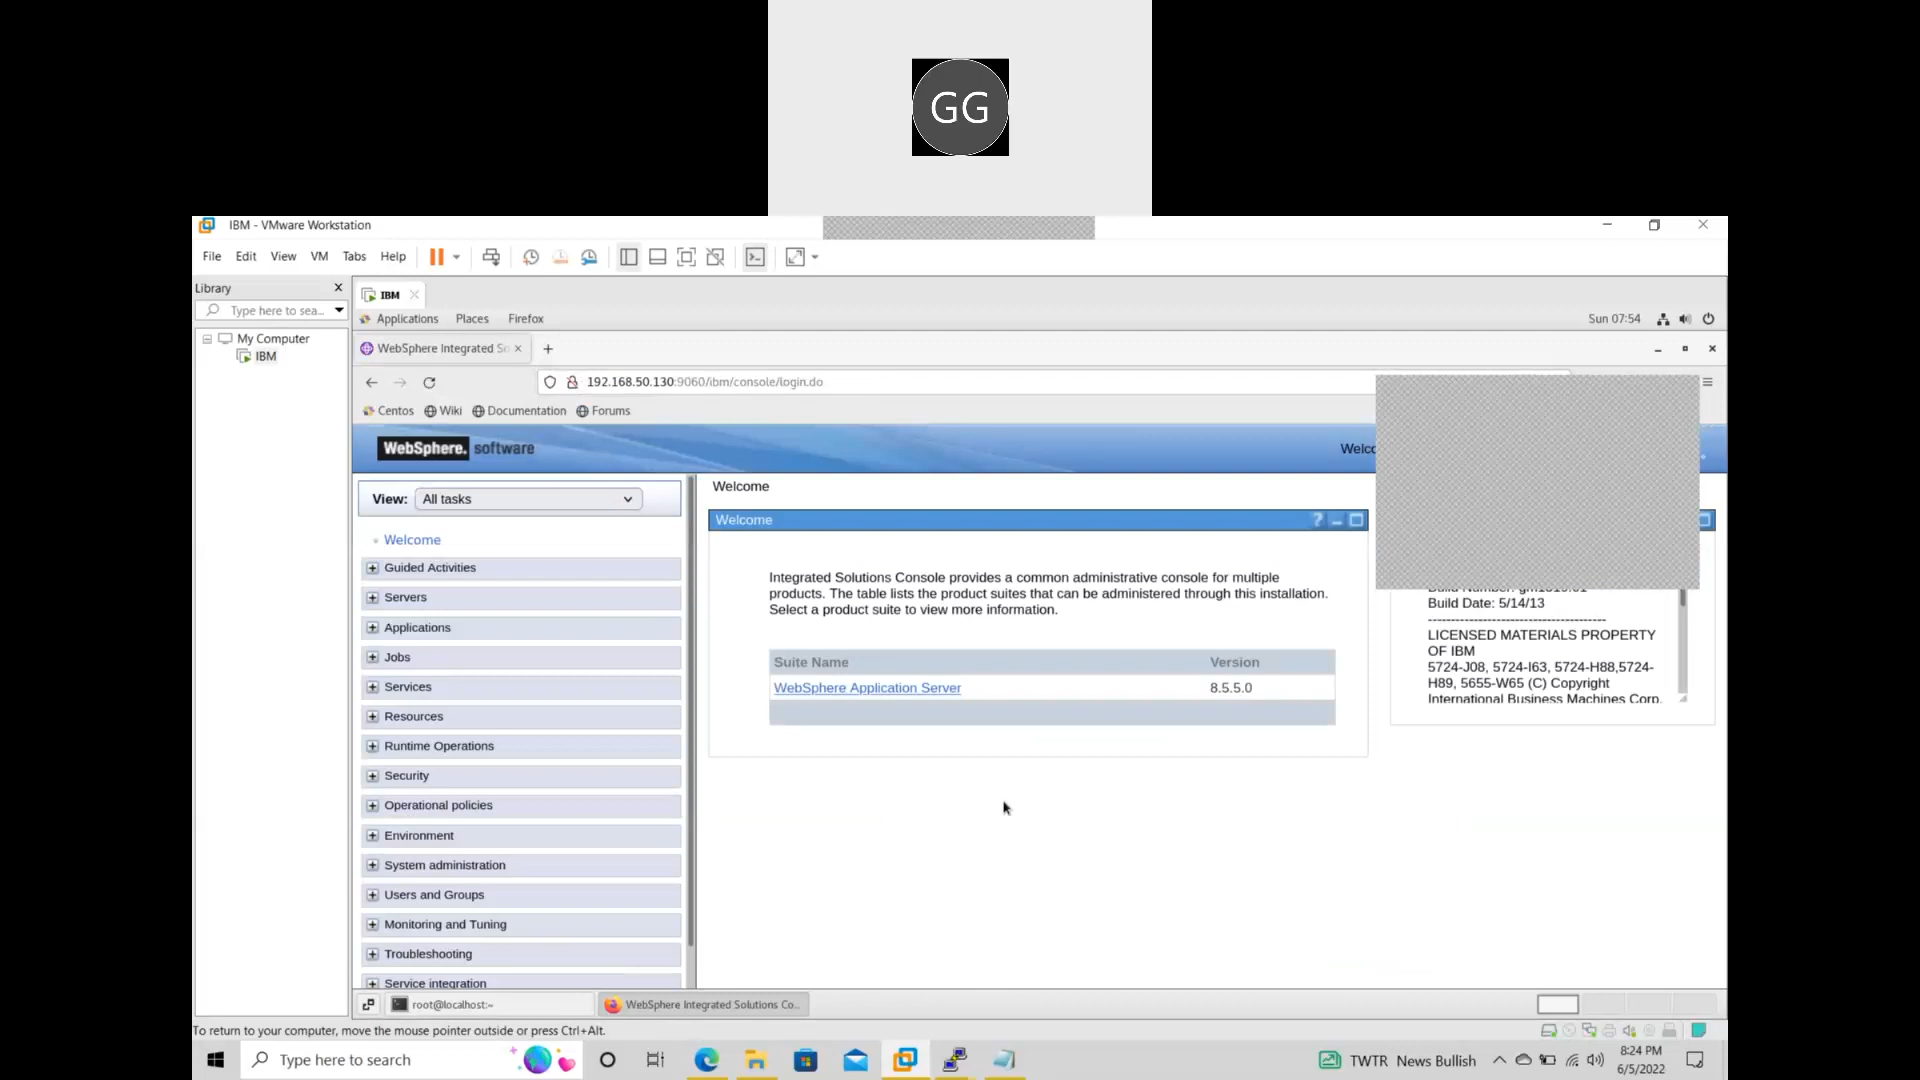 GG
IBM - VMware Workstation
File Edit View VM Tabs Help
Library
Type here to sea...
My Computer
IBM
IBM
Applications Places Firefox
Sun 07:54
WebSphere Integrated So
192.168.50.130:9060/ibm/console/login.do
Centos Wiki Documentation Forums
WebSphere. software
Welc
View: All tasks
Welcome
Guided Activities
Servers
Applications
Jobs
Services
Resources
Runtime Operations
Security
Operational policies
Environment
System administration
Users and Groups
Monitoring and Tuning
Troubleshooting
Service integration
Welcome
Welcome
Integrated Solutions Console provides a common administrative console for multiple
products. The table lists the product suites that can be administered through this installation.
Select a product suite to view more information.
Suite Name Version
WebSphere Application Server 8.5.5.0
Build Date: 5/14/13
----------------------------------------
LICENSED MATERIALS PROPERTY
OF IBM
5724-J08, 5724-I63, 5724-H88,5724-
H89, 5655-W65 (C) Copyright
International Business Machines Corp.
root@localhost:~
WebSphere Integrated Solutions Co...
To return to your computer, move the mouse pointer outside or press Ctrl+Alt.
Type here to search
TWTR News Bullish
8:24 PM
6/5/2022